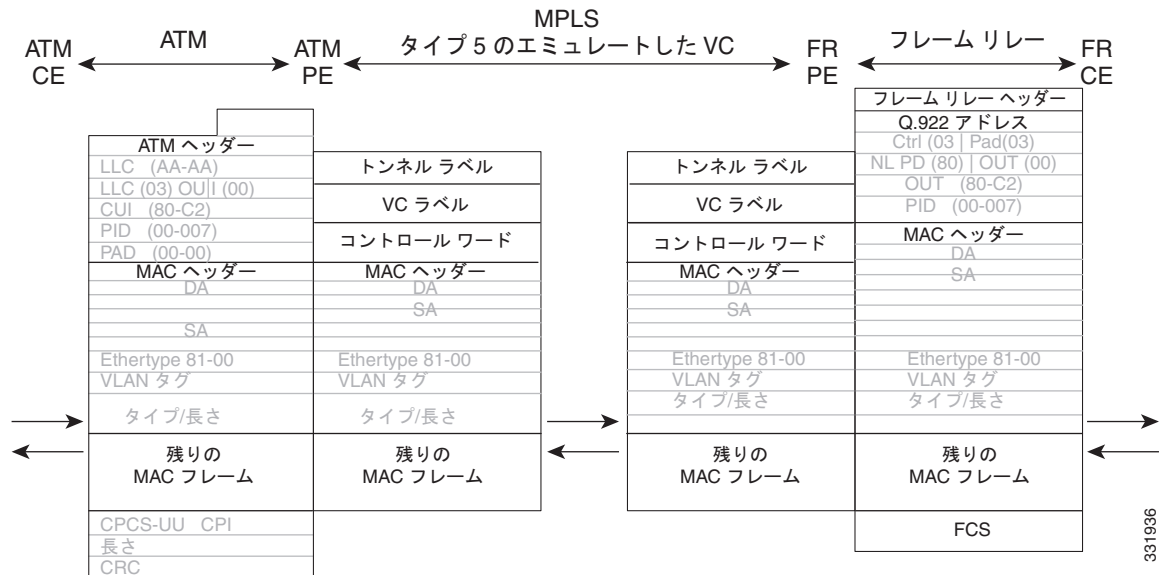 MPLS
タイプ 5 のエミュレートした VC
ATM
CE
ATM
ATM
PE
FR
PE
フレーム リレー
FR
CE
ATM ヘッダー
LLC (AA-AA)
LLC (03) OU|I (00)
CUI (80-C2)
PID (00-007)
PAD (00-00)
MAC ヘッダー
DA
SA
Ethertype 81-00
VLAN タグ
タイプ/長さ
残りの
MAC フレーム
CPCS-UU CPI
長さ
CRC
トンネル ラベル
VC ラベル
コントロール ワード
MAC ヘッダー
DA
SA
Ethertype 81-00
VLAN タグ
タイプ/長さ
残りの
MAC フレーム
トンネル ラベル
VC ラベル
コントロール ワード
MAC ヘッダー
DA
SA
Ethertype 81-00
VLAN タグ
タイプ/長さ
残りの
MAC フレーム
フレーム リレー ヘッダー
Q.922 アドレス
Ctrl (03 | Pad(03)
NL PD (80) | OUT (00)
OUT (80-C2)
PID (00-007)
MAC ヘッダー
DA
SA
Ethertype 81-00
VLAN タグ
タイプ/長さ
残りの
MAC フレーム
FCS
331936